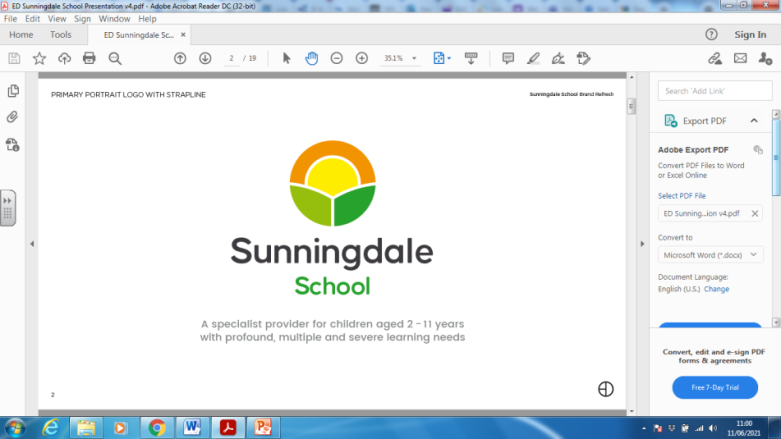 ED Sunningdale School Presentation v4.pdf - Adobe Acrobat Reader DC (32-bit)
File Edit View Sign Window Help
Home Tools ED Sunningdale Sc... × Sign In
2 / 19 35.1%
PRIMARY PORTRAIT LOGO WITH STRAPLINE
Sunningdale School Brand Refresh
Sunningdale
School
A specialist provider for children aged 2 - 11 years
with profound, multiple and severe learning needs
2
Search 'Add Link'
Export PDF
Adobe Export PDF
Convert PDF Files to Word
or Excel Online
Select PDF File
ED Sunning...ion v4.pdf ×
Convert to
Microsoft Word (*.docx)
Document Language:
English (U.S.) Change
Convert, edit and e-sign PDF
forms & agreements
Free 7-Day Trial
11:00
11/06/2021